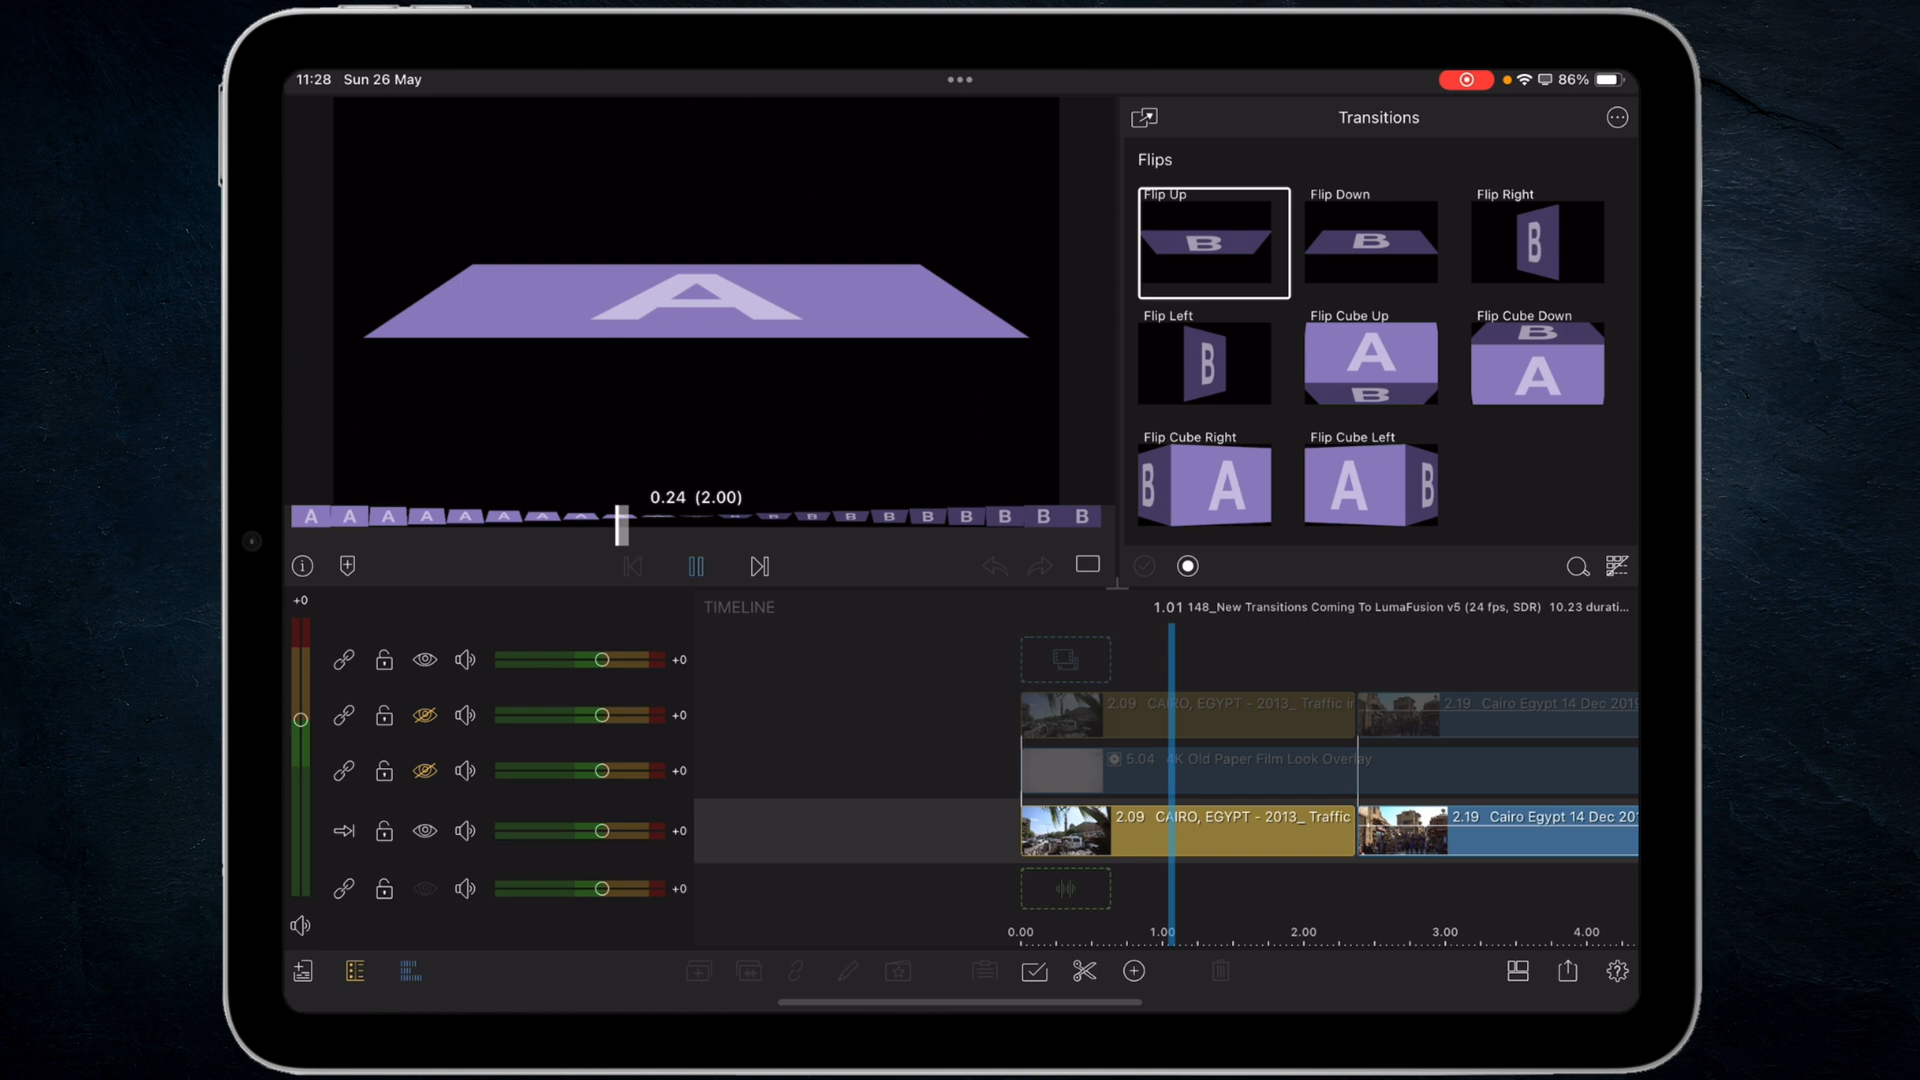 11:28 Sun 26 May
86%
Transitions
Flips
Flip Up
Flip Down
Flip Right
B
B
B
Flip Left
Flip Cube Up
Flip Cube Down
B
A
B
B
A
Flip Cube Right
Flip Cube Left
B A
A B
A
0.24 (2.00)
A A A A A A A A B B B B B B B B B B
+0
TIMELINE
1.01 148_New Transitions Coming To LumaFusion v5 (24 fps, SDR) 10.23 durati...
+0
+0
2.09 CAIRO, EGYPT - 2013_ Traffic ir
2.19 Cairo Egypt 14 Dec 2019
+0
5.04 4K Old Paper Film Look Overlay
+0
2.09 CAIRO, EGYPT - 2013_ Traffic
2.19 Cairo Egypt 14 Dec 201
+0
0.00 1.00 2.00 3.00 4.00